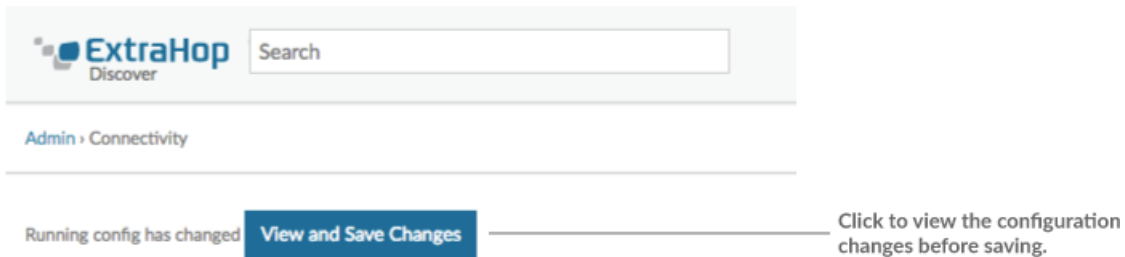 ExtraHop
Discover
Search
Admin › Connectivity
Running config has changed View and Save Changes
Click to view the configuration
changes before saving.